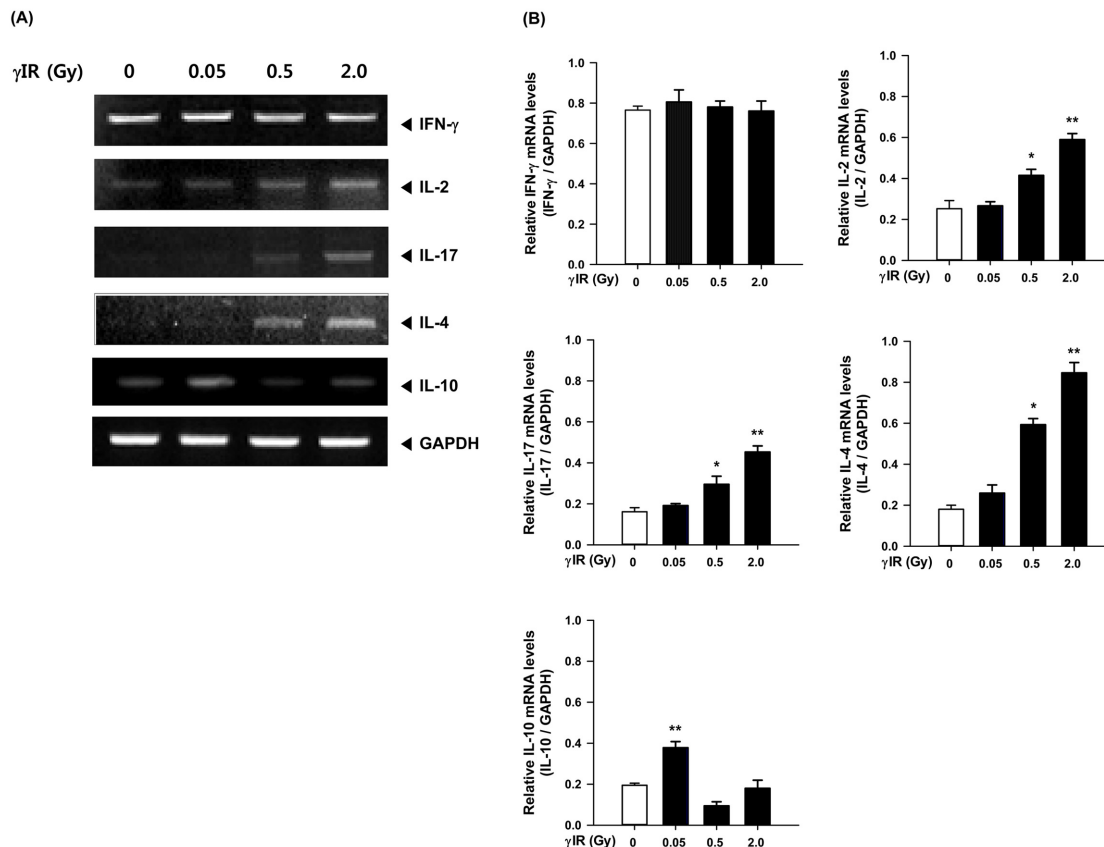 (A)
γIR (Gy) 0 0.05 0.5 2.0
◄ IFN-γ
◄ IL-2
◄ IL-17
◄ IL-4
◄ IL-10
◄ GAPDH
(B)
Relative IFN-γ mRNA levels
(IFN-γ / GAPDH)
1.0
0.8
0.6
0.4
0.2
0.0
γIR (Gy) 0 0.05 0.5 2.0
Relative IL-2 mRNA levels
(IL-2 / GAPDH)
1.0
0.8
0.6
0.4
0.2
0.0
*
**
γIR (Gy) 0 0.05 0.5 2.0
Relative IL-17 mRNA levels
(IL-17 / GAPDH)
1.0
0.8
0.6
0.4
0.2
0.0
*
**
γIR (Gy) 0 0.05 0.5 2.0
Relative IL-4 mRNA levels
(IL-4 / GAPDH)
1.0
0.8
0.6
0.4
0.2
0.0
*
**
γIR (Gy) 0 0.05 0.5 2.0
Relative IL-10 mRNA levels
(IL-10 / GAPDH)
1.0
0.8
0.6
0.4
0.2
0.0
**
γIR (Gy) 0 0.05 0.5 2.0